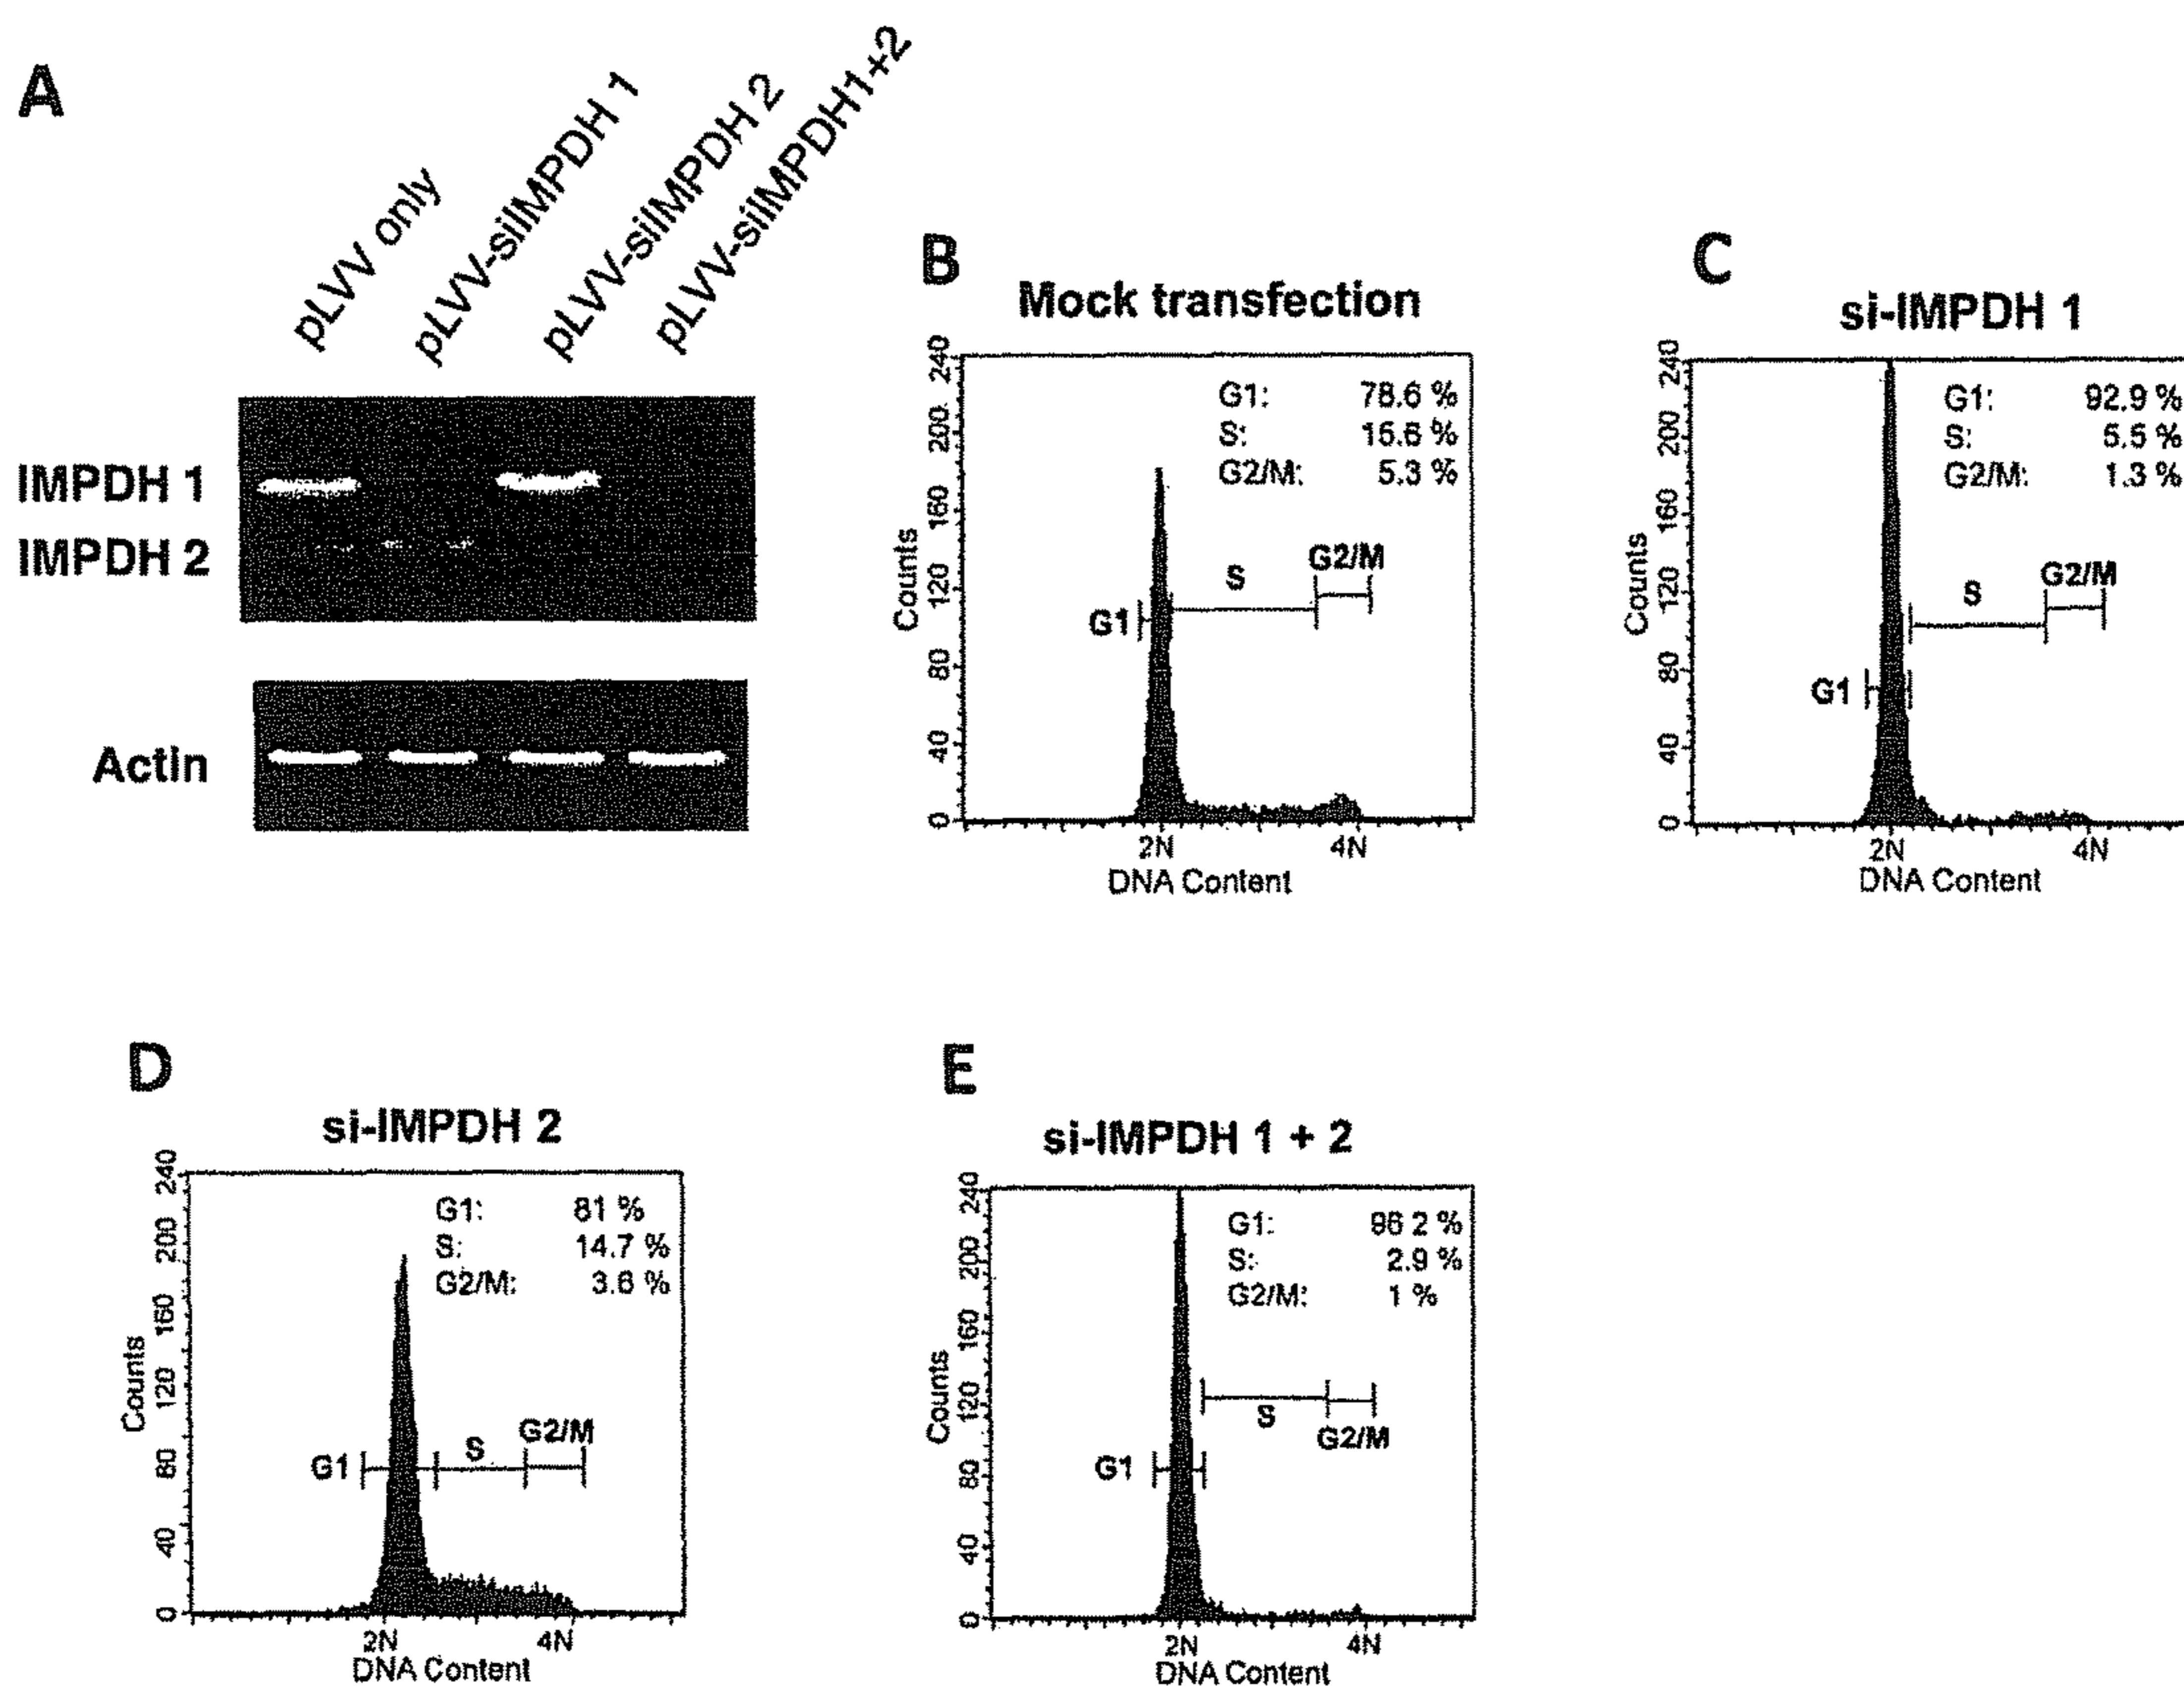 A
pLVV only
pLVV-siIMPDH 1
pLVV-siIMPDH 2
pLVV-siIMPDH1+2
IMPDH 1
IMPDH 2
Actin
B
Mock transfection
240
200
160
120
80
40
0
Counts
G1: 78.6 %
S: 15.6 %
G2/M: 5.3 %
G1
S
G2/M
2N
4N
DNA Content
C
si-IMPDH 1
240
200
160
120
80
40
0
Counts
G1: 92.9 %
S: 5.5 %
G2/M: 1.3 %
G1
S
G2/M
2N
4N
DNA Content
D
si-IMPDH 2
240
200
160
120
80
40
0
Counts
G1: 81 %
S: 14.7 %
G2/M: 3.6 %
G1
S
G2/M
2N
4N
DNA Content
E
si-IMPDH 1 + 2
240
200
160
120
80
40
0
Counts
G1: 96 2 %
S: 2.9 %
G2/M: 1 %
G1
S
G2/M
2N
4N
DNA Content